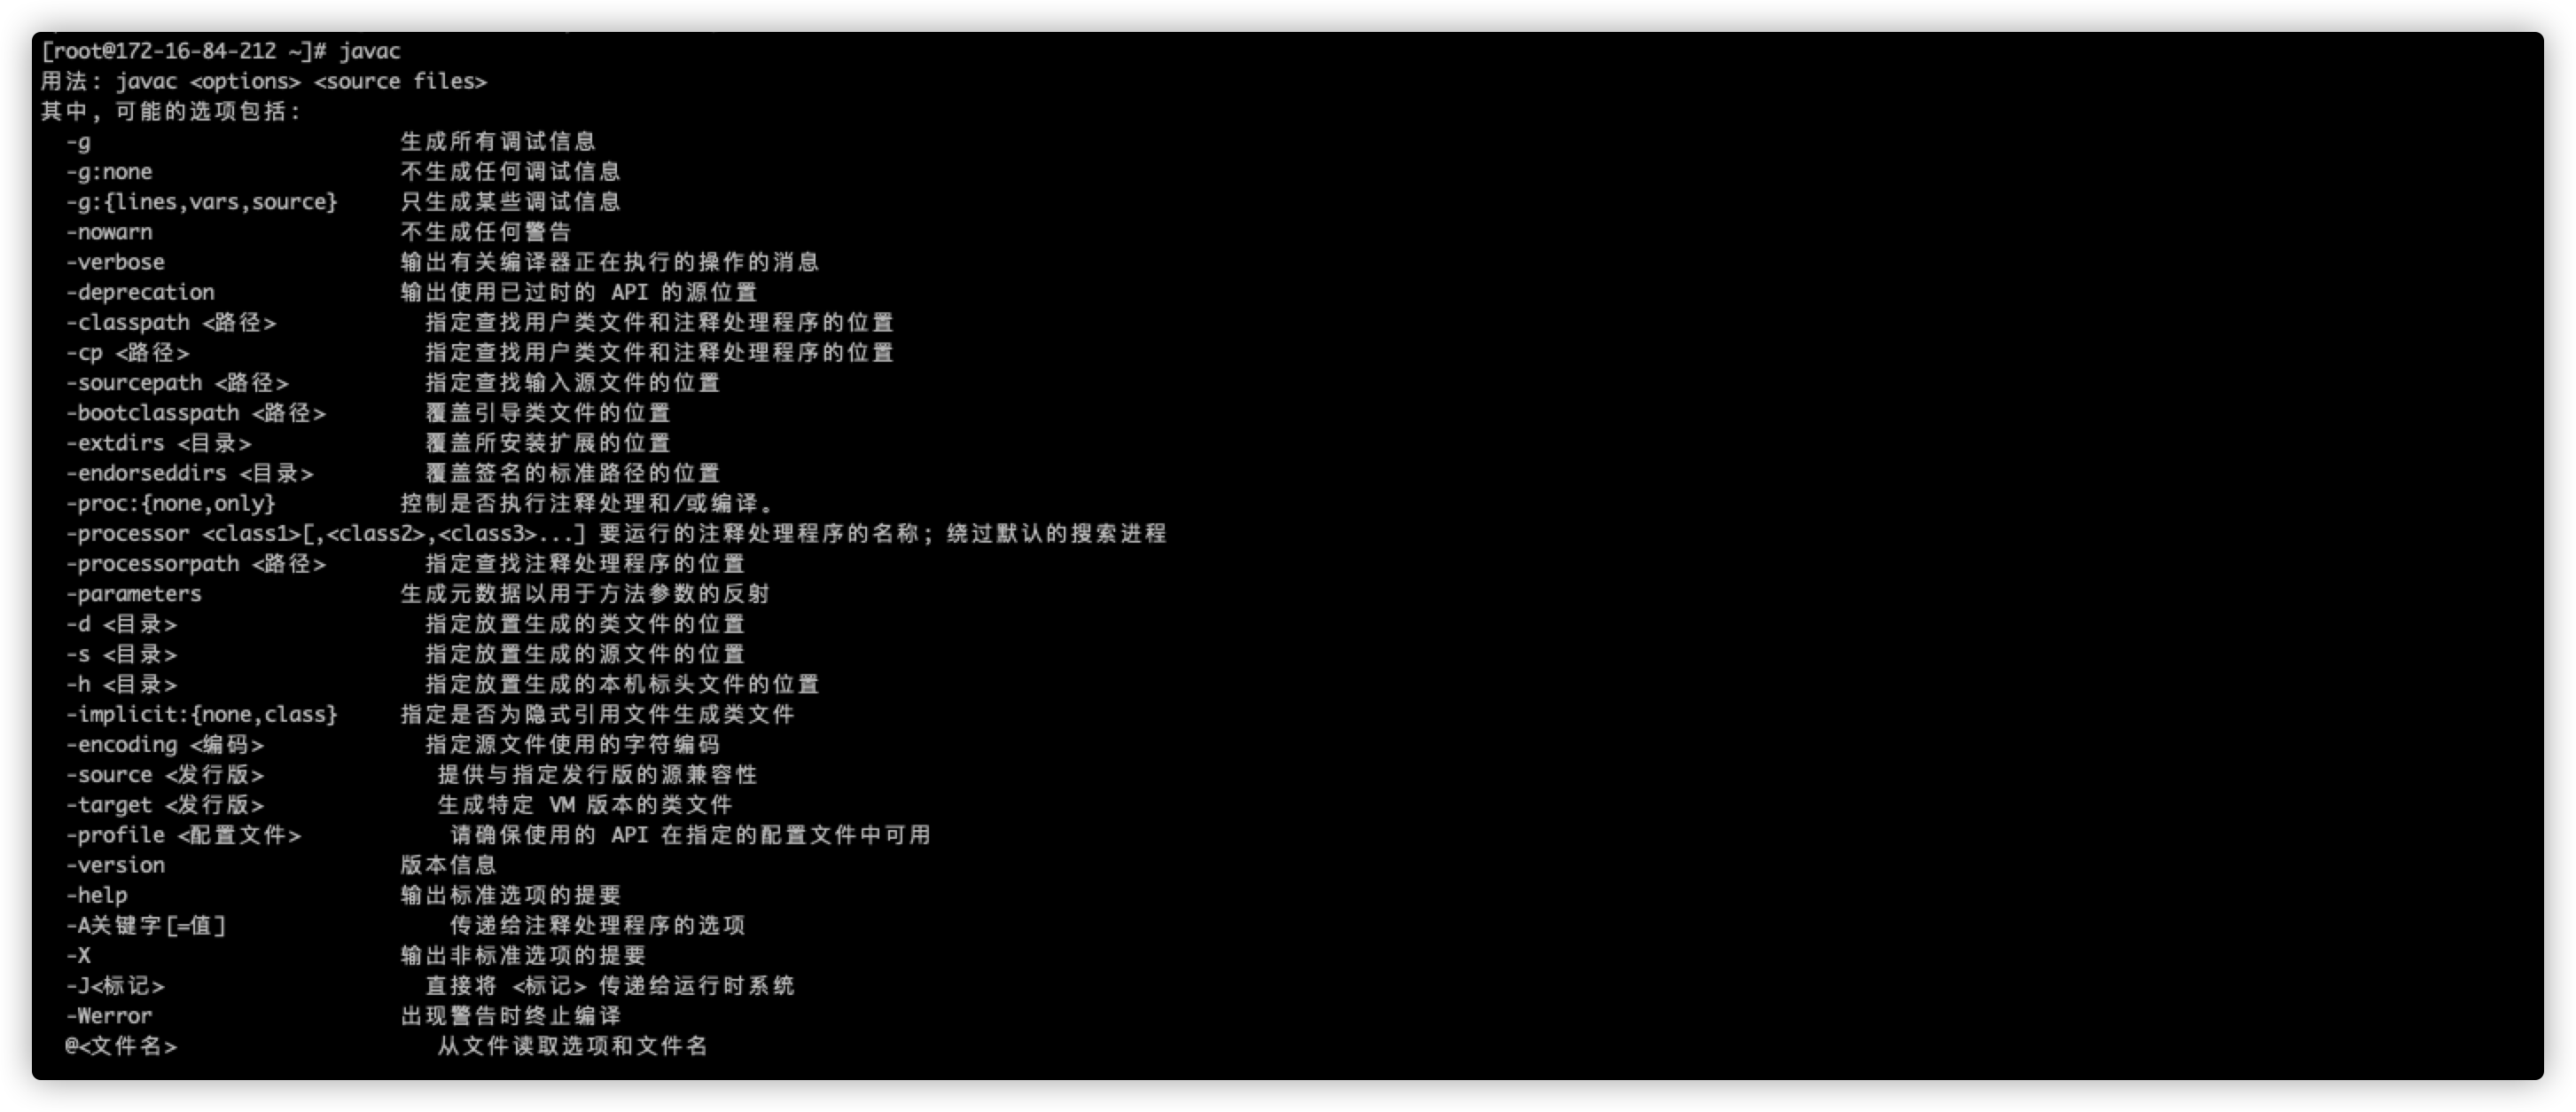 [root@172-16-84-212 ~]# javac
用法: javac <options> <source files>
其中, 可能的选项包括:
  -g                         生成所有调试信息
  -g:none                    不生成任何调试信息
  -g:{lines,vars,source}     只生成某些调试信息
  -nowarn                    不生成任何警告
  -verbose                   输出有关编译器正在执行的操作的消息
  -deprecation               输出使用已过时的 API 的源位置
  -classpath <路径>            指定查找用户类文件和注释处理程序的位置
  -cp <路径>                   指定查找用户类文件和注释处理程序的位置
  -sourcepath <路径>           指定查找输入源文件的位置
  -bootclasspath <路径>        覆盖引导类文件的位置
  -extdirs <目录>              覆盖所安装扩展的位置
  -endorseddirs <目录>         覆盖签名的标准路径的位置
  -proc:{none,only}          控制是否执行注释处理和/或编译。
  -processor <class1>[,<class2>,<class3>...] 要运行的注释处理程序的名称; 绕过默认的搜索进程
  -processorpath <路径>        指定查找注释处理程序的位置
  -parameters                生成元数据以用于方法参数的反射
  -d <目录>                    指定放置生成的类文件的位置
  -s <目录>                    指定放置生成的源文件的位置
  -h <目录>                    指定放置生成的本机标头文件的位置
  -implicit:{none,class}     指定是否为隐式引用文件生成类文件
  -encoding <编码>             指定源文件使用的字符编码
  -source <发行版>              提供与指定发行版的源兼容性
  -target <发行版>              生成特定 VM 版本的类文件
  -profile <配置文件>            请确保使用的 API 在指定的配置文件中可用
  -version                   版本信息
  -help                      输出标准选项的提要
  -A关键字[=值]                  传递给注释处理程序的选项
  -X                         输出非标准选项的提要
  -J<标记>                     直接将 <标记> 传递给运行时系统
  -Werror                    出现警告时终止编译
  @<文件名>                     从文件读取选项和文件名